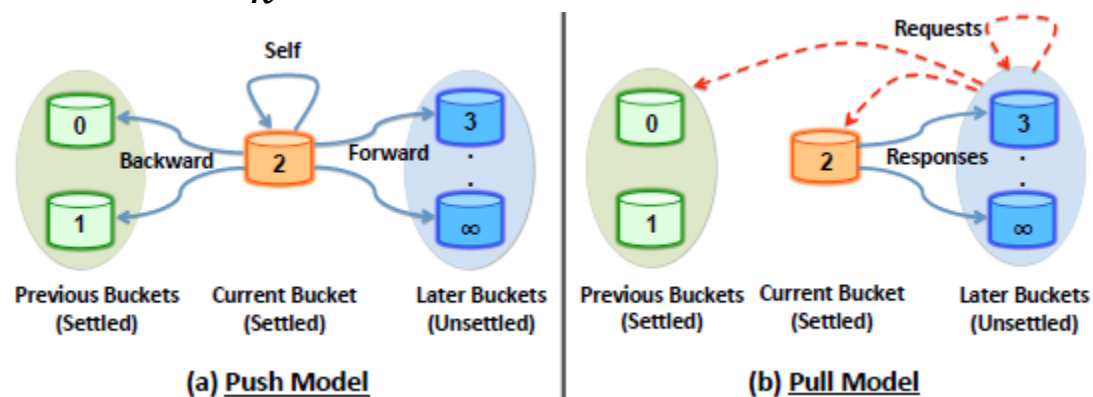 Self
0
Backward
2
Forward
3
.
.
1
∞
Previous Buckets
(Settled)
Current Bucket
(Settled)
Later Buckets
(Unsettled)
(a) Push Model
Requests
0
2
Responses
3
.
.
1
∞
Previous Buckets
(Settled)
Current Bucket
(Settled)
Later Buckets
(Unsettled)
(b) Pull Model